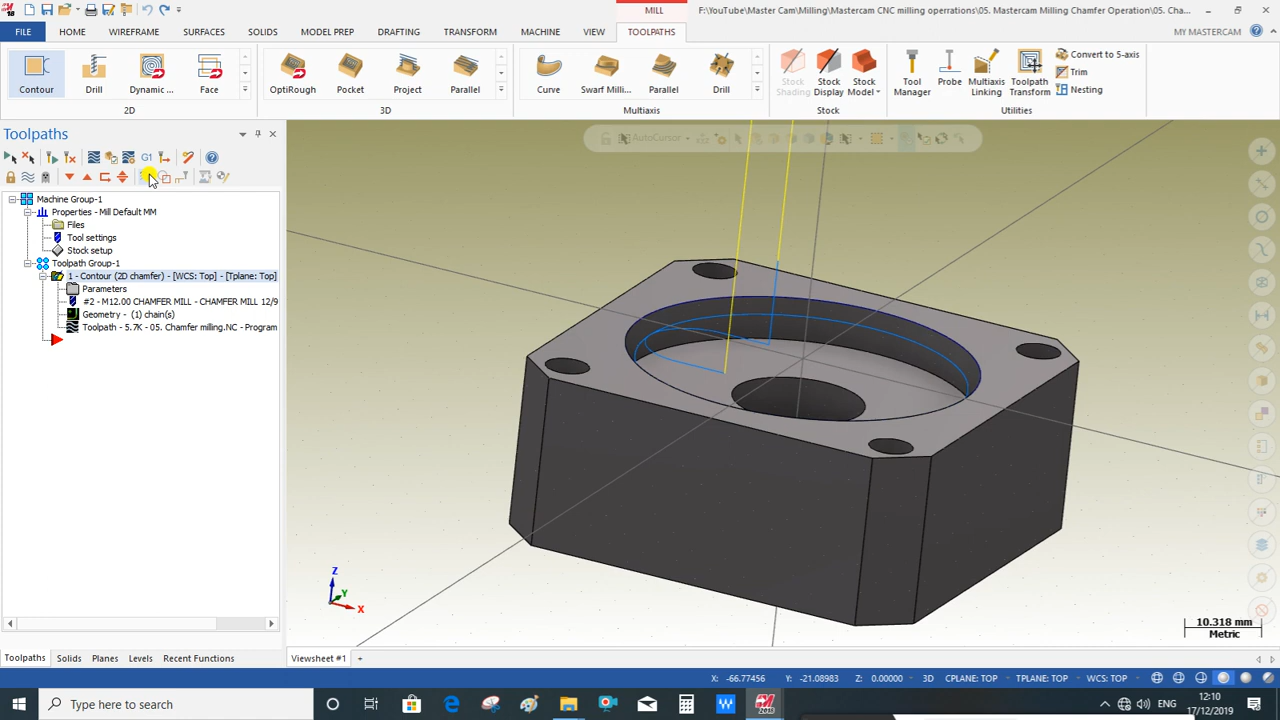 18
MILL
F:\YouTube\Master Cam\Milling\Mastercam CNC milling operrations\05. Mastercam Milling Chamfer Operation\05. Cha...
FILE
HOME
WIREFRAME
SURFACES
SOLIDS
MODEL PREP
DRAFTING
TRANSFORM
MACHINE
VIEW
TOOLPATHS
MY MASTERCAM
Contour
Drill
Dynamic ...
Face
2D
OptiRough
Pocket
Project
Parallel
3D
Curve
Swarf Milli...
Parallel
Drill
Multiaxis
Stock Shading
Stock Display
Stock Model
Stock
Tool Manager
Probe
Multiaxis Linking
Toolpath Transform
Convert to 5-axis
Trim
Nesting
Utilities
Toolpaths
G1
AutoCursor
Machine Group-1
Properties - Mill Default MM
Files
Tool settings
Stock setup
Toolpath Group-1
1 - Contour (2D chamfer) - [WCS: Top] - [Tplane: Top]
Parameters
#2 - M12.00 CHAMFER MILL - CHAMFER MILL 12/9
Geometry - (1) chain(s)
Toolpath - 5.7K - 05. Chamfer milling.NC - Program
Z
Y
X
10.318 mm
Metric
Toolpaths
Solids
Planes
Levels
Recent Functions
Viewsheet #1
+
X: -66.77456
Y: -21.08983
Z: 0.00000
3D
CPLANE: TOP
TPLANE: TOP
WCS: TOP
Type here to search
2018
ENG
12:10
17/12/2019